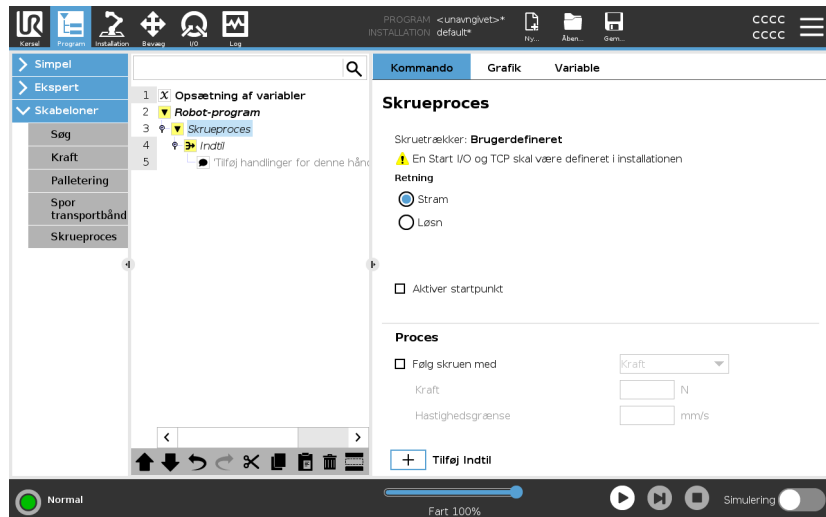 PROGRAM <unavngivet>*
INSTALLATION default*
cccc
cccc
Kørsel Program Installation Bevæg I/O Log Ny... Åben... Gem...
Simpel
Ekspert
Skabeloner
Søg
Kraft
Palletering
Spor
transportbånd
Skrueproces
1 X Opsætning af variabler
2 Robot-program
3 Skrueproces
4 Indtil
5 'Tilføj handlinger for denne hånd
Kommando Grafik Variable
Skrueproces
Skruetrækker: Brugerdefineret
En Start I/O og TCP skal være defineret i installationen
Retning
Stram
Løsn
Aktiver startpunkt
Proces
Følg skruen med Kraft
Kraft N
Hastighedsgrænse mm/s
+ Tilføj Indtil
Normal
Fart 100%
Simulering